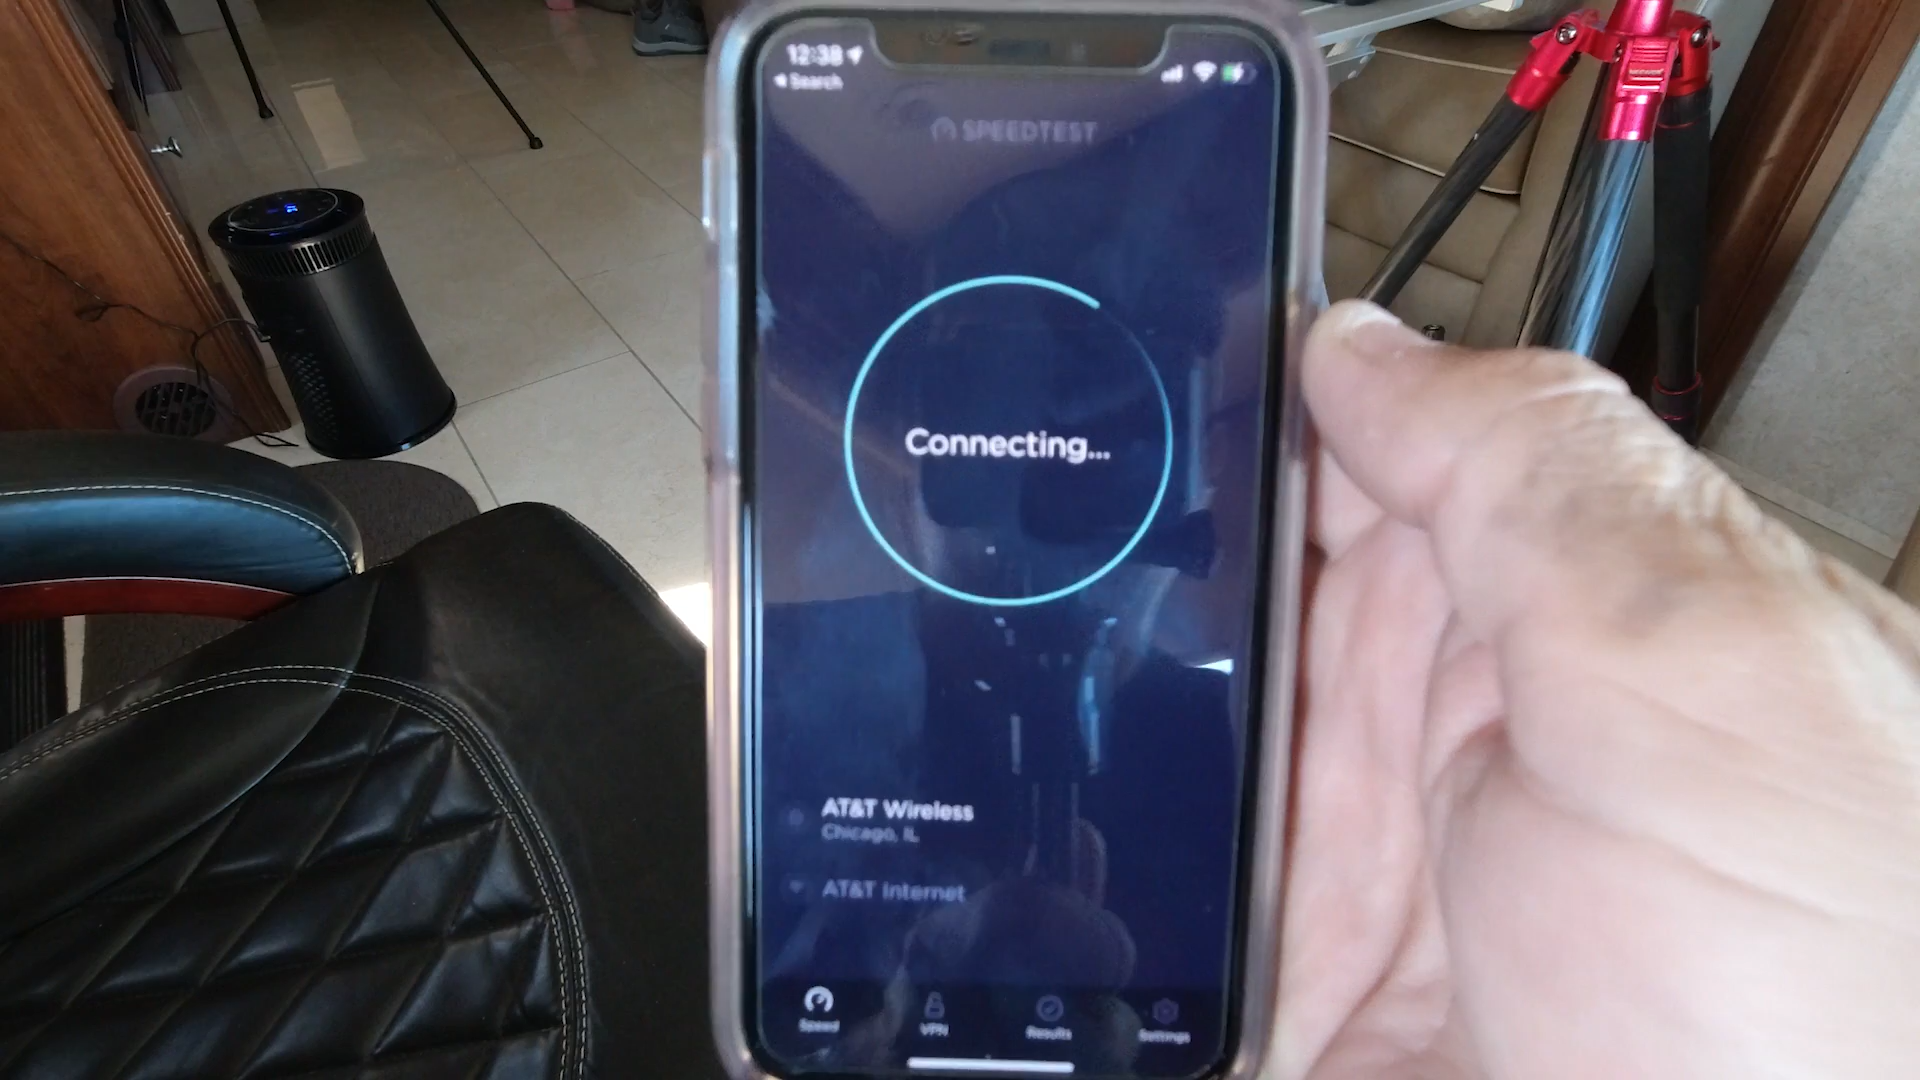 12:38
Search
SPEEDTEST
Connecting...
AT&T Wireless
Chicago, IL
AT&T Internet
Speed
VPN
Results
Settings